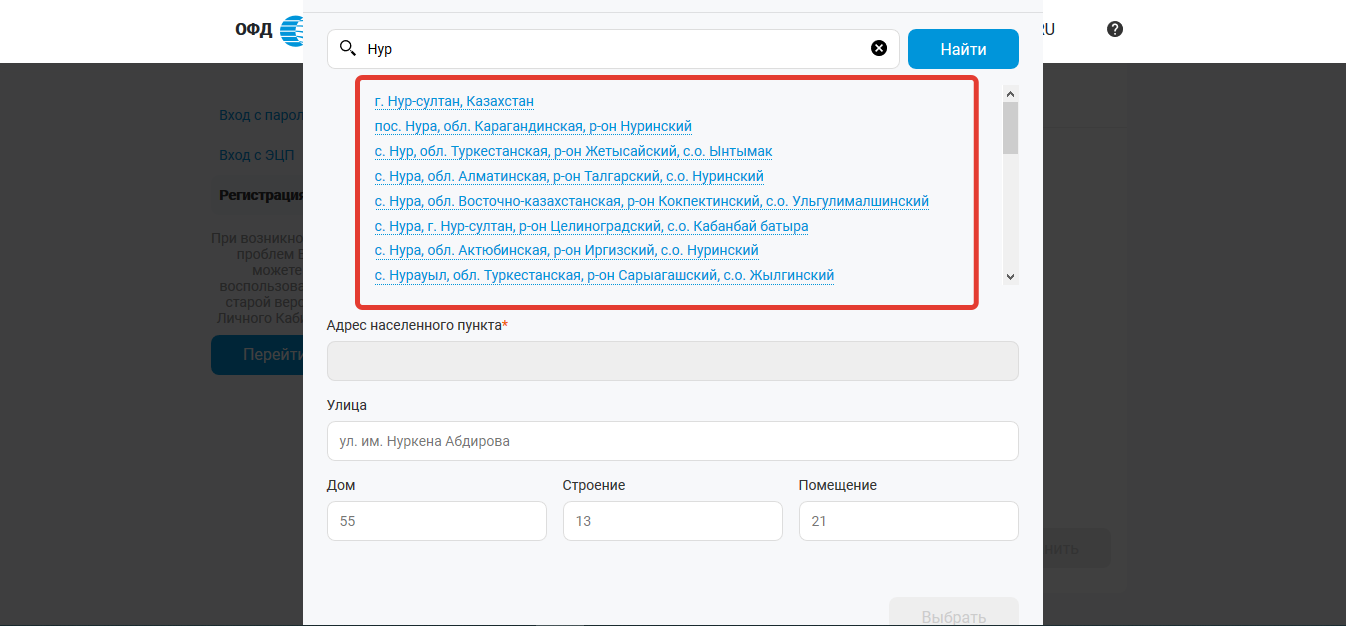 ОФД
RU
Нур
Найти
г. Нур-султан, Казахстан
пос. Нура, обл. Карагандинская, р-он Нуринский
с. Нур, обл. Туркестанская, р-он Жетысайский, с.о. Ынтымак
с. Нура, обл. Алматинская, р-он Талгарский, с.о. Нуринский
с. Нура, обл. Восточно-казахстанская, р-он Кокпектинский, с.о. Ульгулималшинский
с. Нура, г. Нур-султан, р-он Целиноградский, с.о. Кабанбай батыра
с. Нура, обл. Актюбинская, р-он Иргизский, с.о. Нуринский
с. Нурауыл, обл. Туркестанская, р-он Сарыагашский, с.о. Жылгинский
Вход с парол
Вход с ЭЦП
Регистрация
При возникно
проблем В
можете
воспользова
старой верс
Личного Каби
Перейти
Адрес населенного пункта*
Улица
ул. им. Нуркена Абдирова
Дом
Строение
Помещение
55
13
21
нить
Выбрать